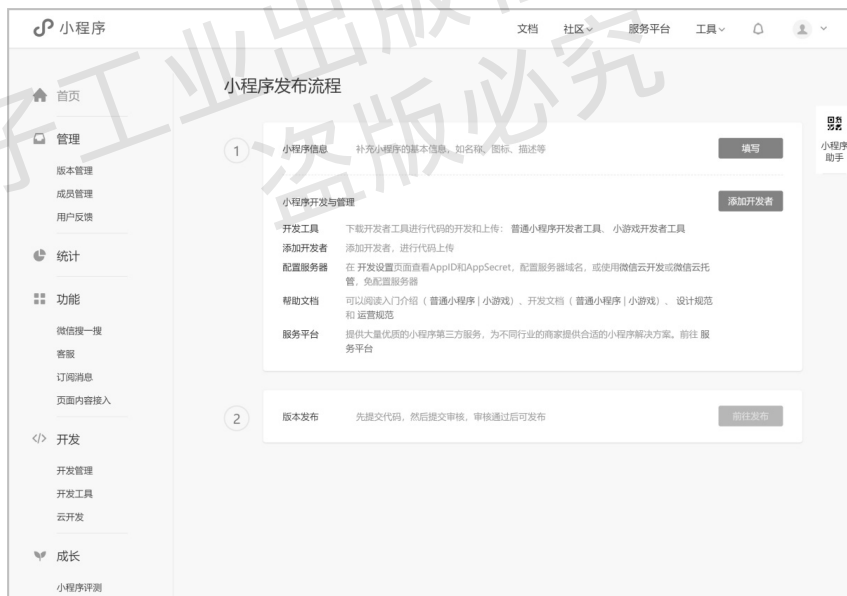 小程序
文档 社区 服务平台 工具
首页
管理
版本管理
成员管理
用户反馈
统计
功能
微信搜一搜
客服
订阅消息
页面内容接入
开发
开发管理
开发工具
云开发
成长
小程序评测
小程序发布流程
1
小程序信息 补充小程序的基本信息，如名称、图标、描述等 填写
小程序开发与管理 添加开发者
开发工具 下载开发者工具进行代码的开发和上传： 普通小程序开发者工具、 小游戏开发者工具
添加开发者 添加开发者，进行代码上传
配置服务器 在 开发设置页面查看AppID和AppSecret，配置服务器域名，或使用微信云开发或微信云托
管，免配置服务器
帮助文档 可以阅读入门介绍（ 普通小程序 | 小游戏）、开发文档（ 普通小程序 | 小游戏）、 设计规范
和 运营规范
服务平台 提供大量优质的小程序第三方服务，为不同行业的商家提供合适的小程序解决方案。前往 服
务平台
2
版本发布 先提交代码，然后提交审核，审核通过后可发布 前往发布
小程序
助手
子工业出版
盗版必究